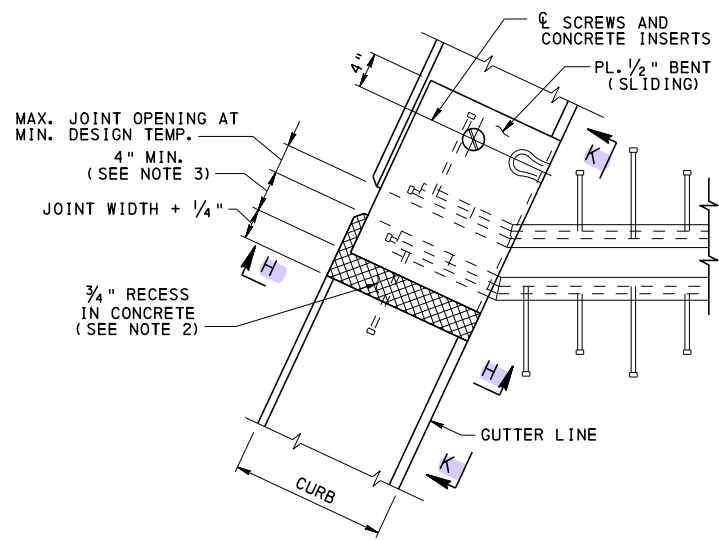 ℄ SCREWS AND
CONCRETE INSERTS
PL. 1/2" BENT
(SLIDING)
4"
MAX. JOINT OPENING AT
MIN. DESIGN TEMP.
4" MIN.
(SEE NOTE 3)
JOINT WIDTH + 1/4"
K
H
3/4" RECESS
IN CONCRETE
(SEE NOTE 2)
H
GUTTER LINE
K
CURB